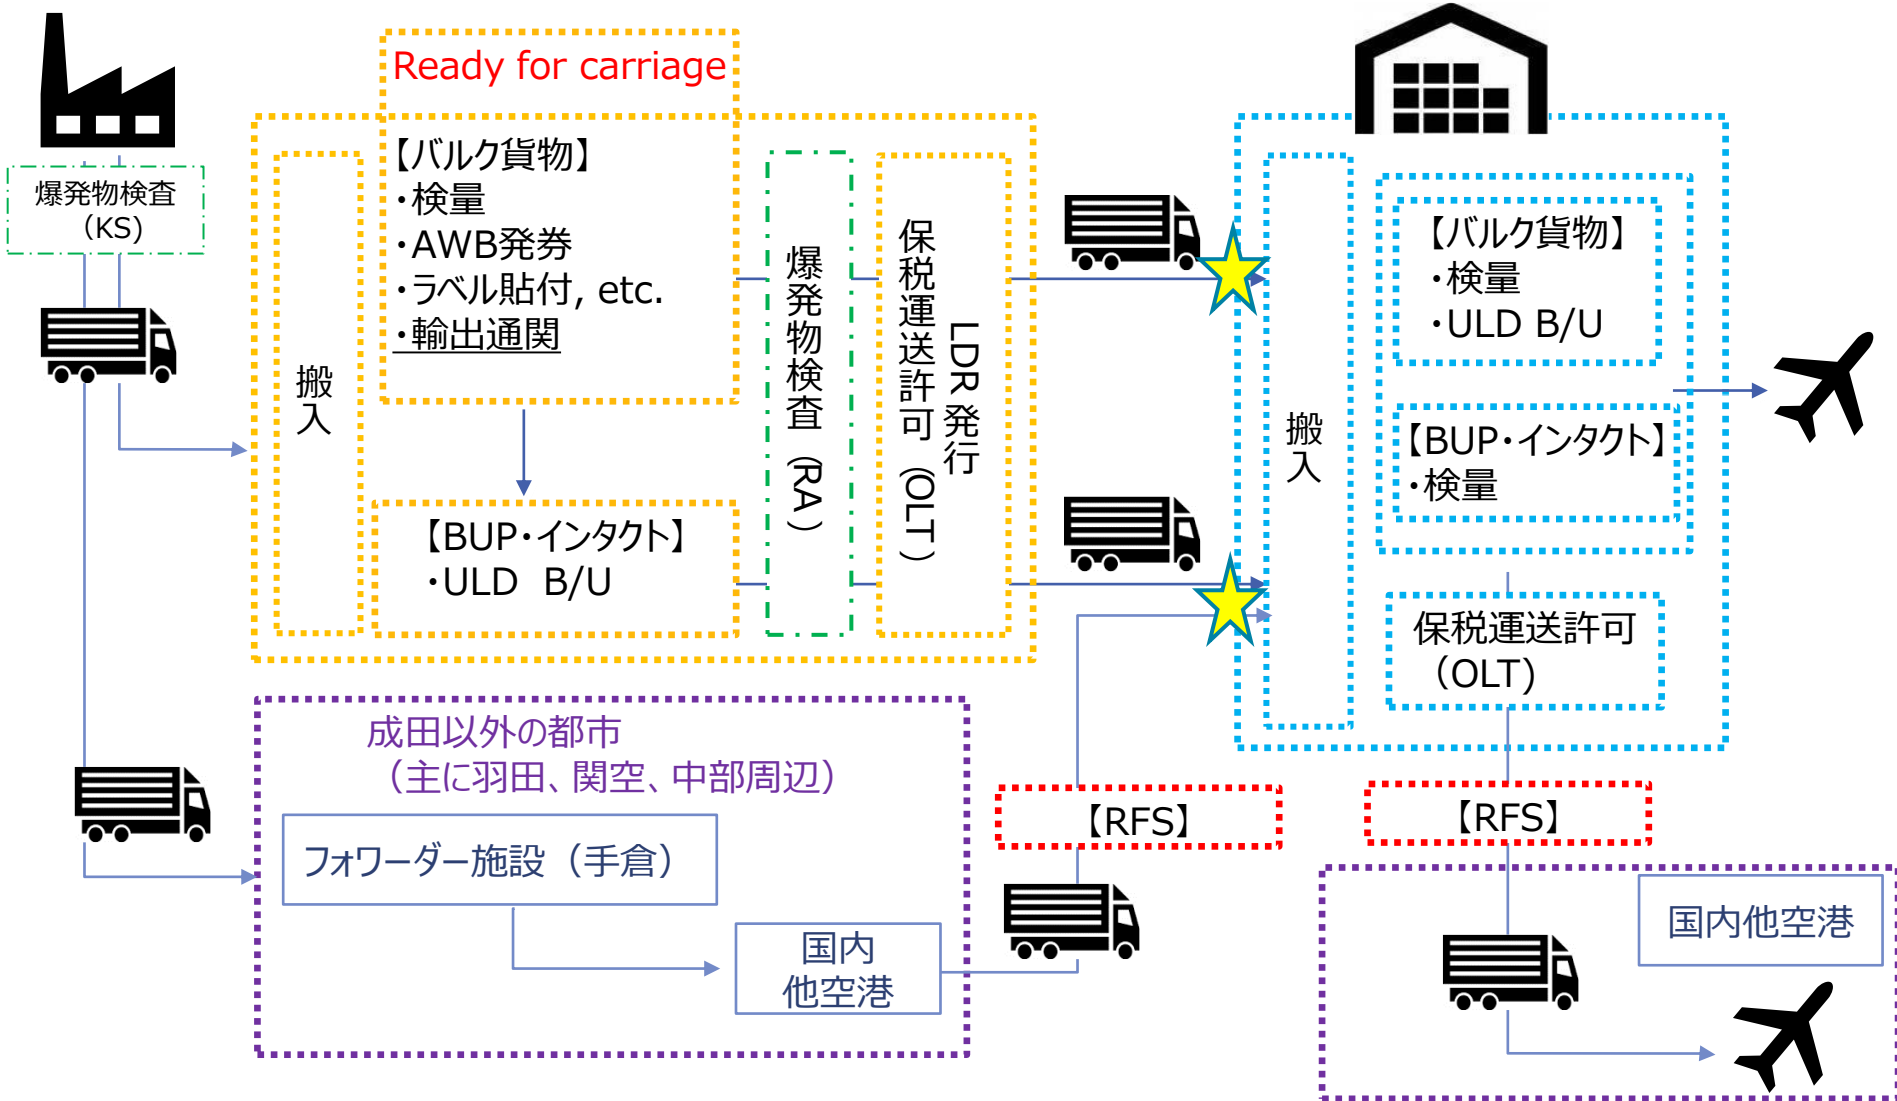 Ready for carriage
爆発物検査
（KS）
搬入
【バルク貨物】
・検量
・AWB発券
・ラベル貼付, etc.
・輸出通関
【BUP・インタクト】
・ULD B/U
爆発物検査（RA）
LDR 発行
保税運送許可（OLT）
搬入
【バルク貨物】
・検量
・ULD B/U
【BUP・インタクト】
・検量
保税運送許可
（OLT）
成田以外の都市
（主に羽田、関空、中部周辺）
フォワーダー施設（手倉）
国内
他空港
【RFS】
【RFS】
国内他空港